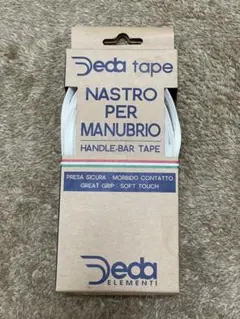 Deda tape
NASTRO
PER
MANUBRIO
HANDLE-BAR TAPE
PRESA SICURA · MORBIDO CONTATTO
GREAT GRIP · SOFT TOUCH
Deda
ELEMENTI